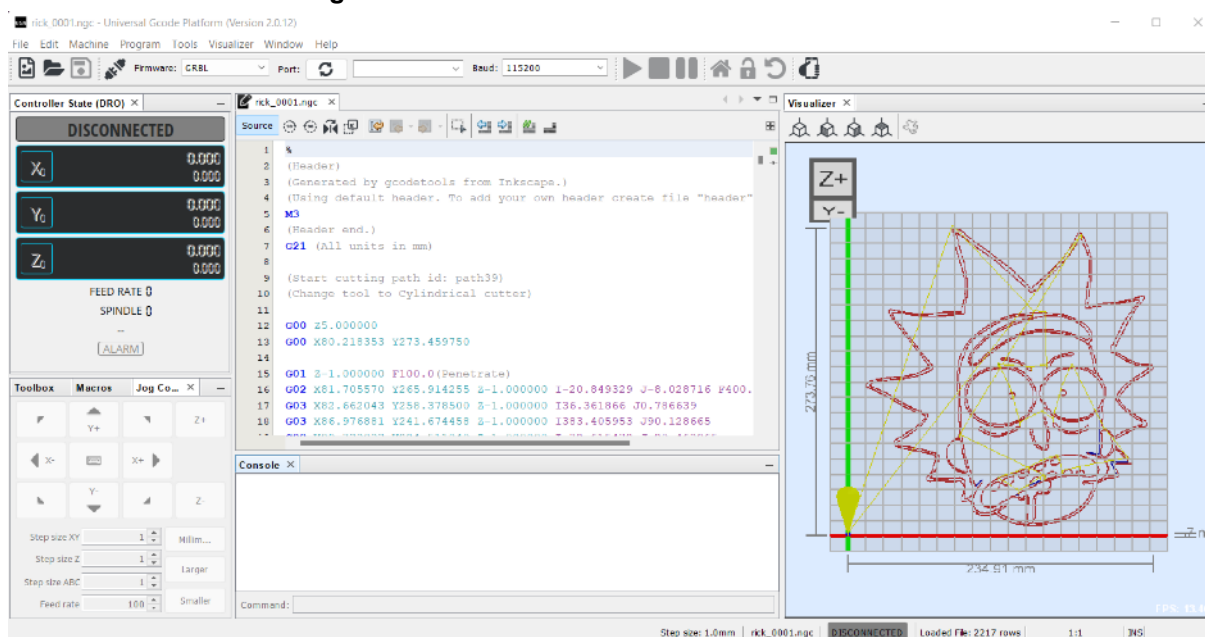 rick_0001.ngc - Universal Gcode Platform (Version 2.0.12)
File Edit Machine Program Tools Visualizer Window Help
Firmware: GRBL Port: Baud: 115200
Controller State (DRO)
DISCONNECTED
X0 0.000
0.000
Y0 0.000
0.000
Z0 0.000
0.000
FEED RATE 0
SPINDLE 0
--
[ALARM]
Toolbox Macros Jog Co...
Y+ Z+
X- X+
Y- Z-
Step size XY 1 Millim...
Step size Z 1 Larger
Step size ABC 1
Feed rate 100 Smaller
rick_0001.ngc
Source
1 %
2 (Header)
3 (Generated by gcodetools from Inkscape.)
4 (Using default header. To add your own header create file "header"
5 M3
6 (Header end.)
7 G21 (All units in mm)
8
9 (Start cutting path id: path39)
10 (Change tool to Cylindrical cutter)
11
12 G00 Z5.000000
13 G00 X80.218353 Y273.459750
14
15 G01 Z-1.000000 F100.0(Penetrate)
16 G02 X81.705570 Y265.914255 Z-1.000000 I-20.849329 J-8.028716 F400.
17 G03 X82.662043 Y258.378500 Z-1.000000 I36.361866 J0.786639
18 G03 X86.976881 Y241.674458 Z-1.000000 I383.405953 J90.128665
Console
Command:
Visualizer
Z+
Y-
273.76 mm
234.91 mm
Step size: 1.0mm rick_0001.ngc DISCONNECTED Loaded File: 2217 rows 1:1 INS